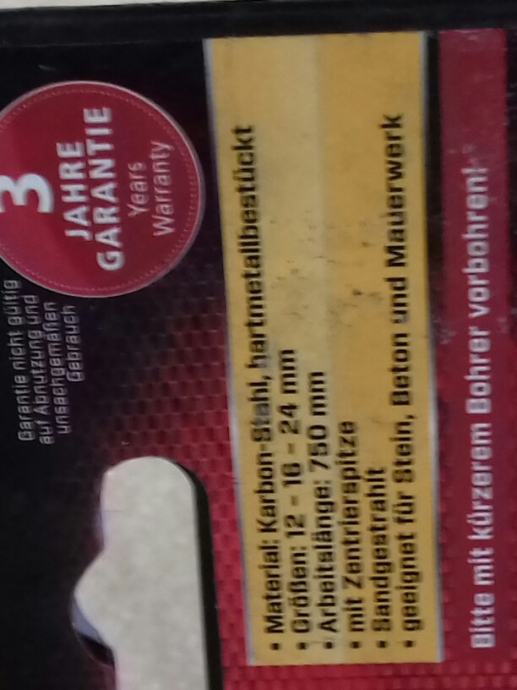 3
JAHRE
GARANTIE
Years
Warranty
Garantie nicht gültig
auf Abnutzung und
unsachgemäßen
Gebrauch
• Material: Karbon-Stahl, hartmetallbestückt
• Größen: 12 - 16 - 24 mm
• Arbeitslänge: 750 mm
• mit Zentrierspitze
• Sandgestrahlt
• geeignet für Stein, Beton und Mauerwerk
Bitte mit kürzerem Bohrer vorbohren!